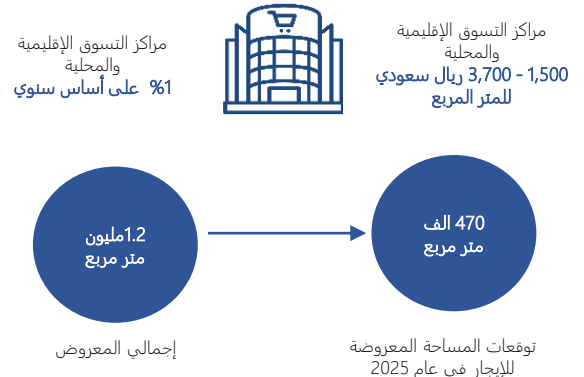 مراكز التسوق الإقليمية
والمحلية
1,500 - 3,700 ريال سعودي
للمتر المربع
مراكز التسوق الإقليمية
والمحلية
1% على أساس سنوي
470 الف
متر مربع
1.2مليون
متر مربع
توقعات المساحة المعروضة
للإيجار في عام 2025
إجمالي المعروض